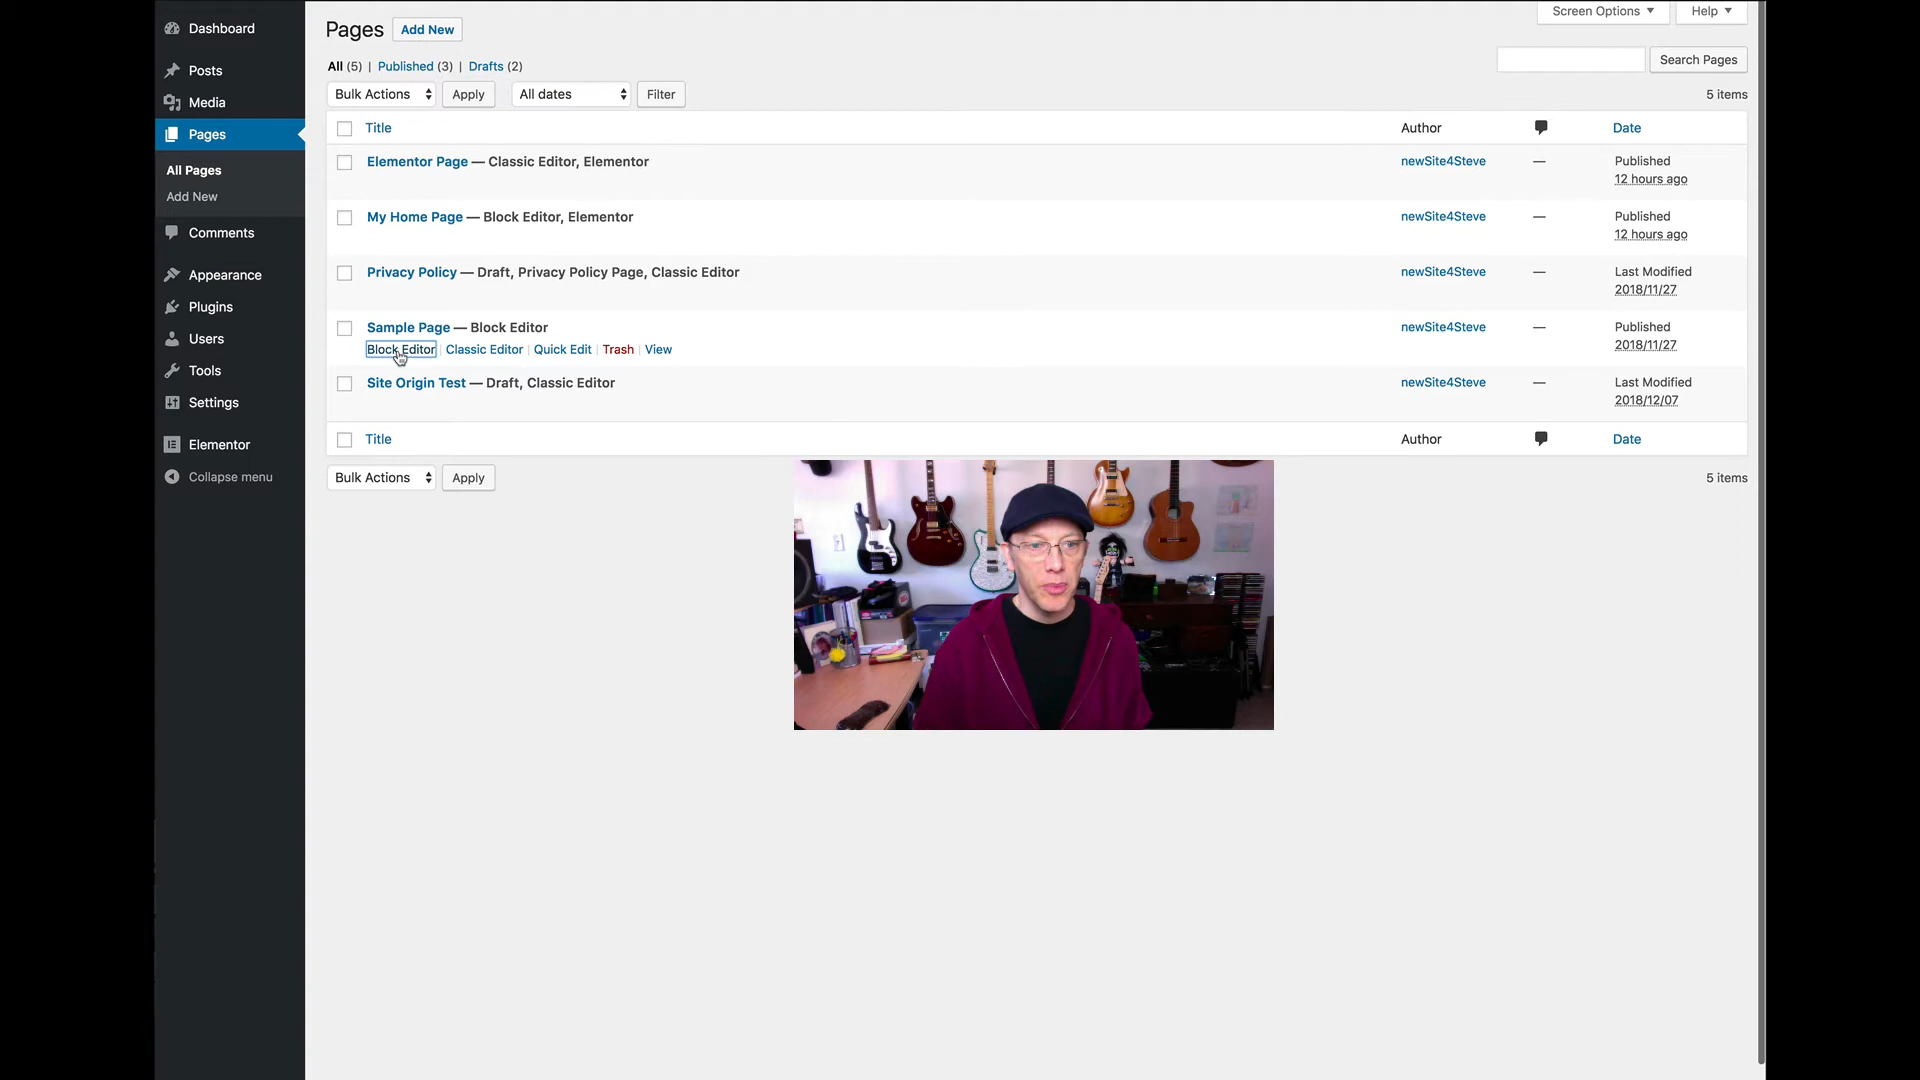 Dashboard
Posts
Media
Pages
All Pages
Add New
Comments
Appearance
Plugins
Users
Tools
Settings
Elementor
Collapse menu
Screen Options Help
Pages Add New
All (5) | Published (3) | Drafts (2)
Search Pages
Bulk Actions Apply All dates Filter 5 items
Title Author Date
Elementor Page — Classic Editor, Elementor newSite4Steve — Published
12 hours ago
My Home Page — Block Editor, Elementor newSite4Steve — Published
12 hours ago
Privacy Policy — Draft, Privacy Policy Page, Classic Editor newSite4Steve — Last Modified
2018/11/27
Sample Page — Block Editor newSite4Steve — Published
Block Editor | Classic Editor | Quick Edit | Trash | View 2018/11/27
Site Origin Test — Draft, Classic Editor newSite4Steve — Last Modified
2018/12/07
Title Author Date
Bulk Actions Apply 5 items